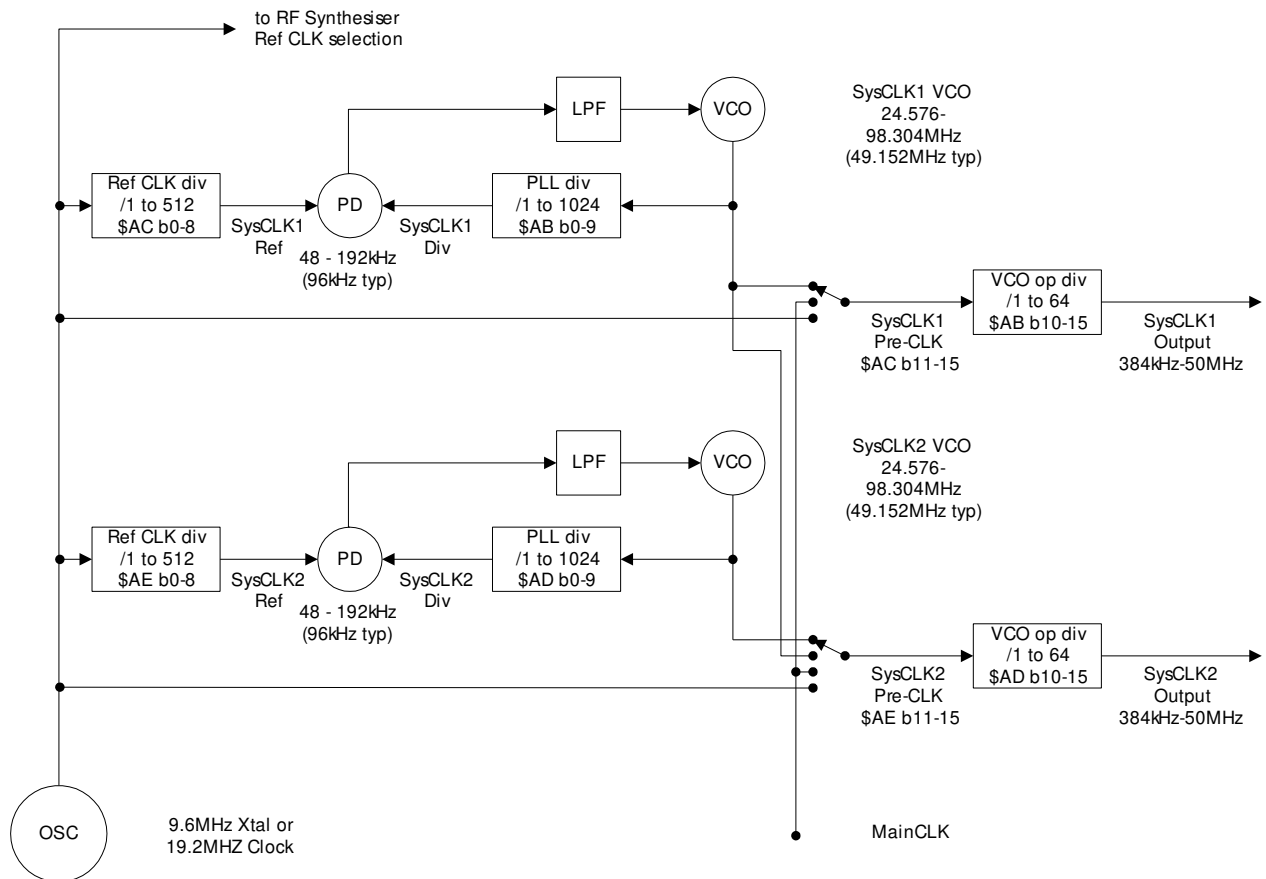 to RF Synthesiser
Ref CLK selection
LPF
VCO
SysCLK1 VCO
24.576-
98.304MHz
(49.152MHz typ)
Ref CLK div
/1 to 512
$AC b0-8
SysCLK1
Ref
PD
48 - 192kHz
(96kHz typ)
SysCLK1
Div
PLL div
/1 to 1024
$AB b0-9
SysCLK1
Pre-CLK
$AC b11-15
VCO op div
/1 to 64
$AB b10-15
SysCLK1
Output
384kHz-50MHz
LPF
VCO
SysCLK2 VCO
24.576-
98.304MHz
(49.152MHz typ)
Ref CLK div
/1 to 512
$AE b0-8
SysCLK2
Ref
PD
48 - 192kHz
(96kHz typ)
SysCLK2
Div
PLL div
/1 to 1024
$AD b0-9
SysCLK2
Pre-CLK
$AE b11-15
VCO op div
/1 to 64
$AD b10-15
SysCLK2
Output
384kHz-50MHz
OSC
9.6MHz Xtal or
19.2MHZ Clock
MainCLK